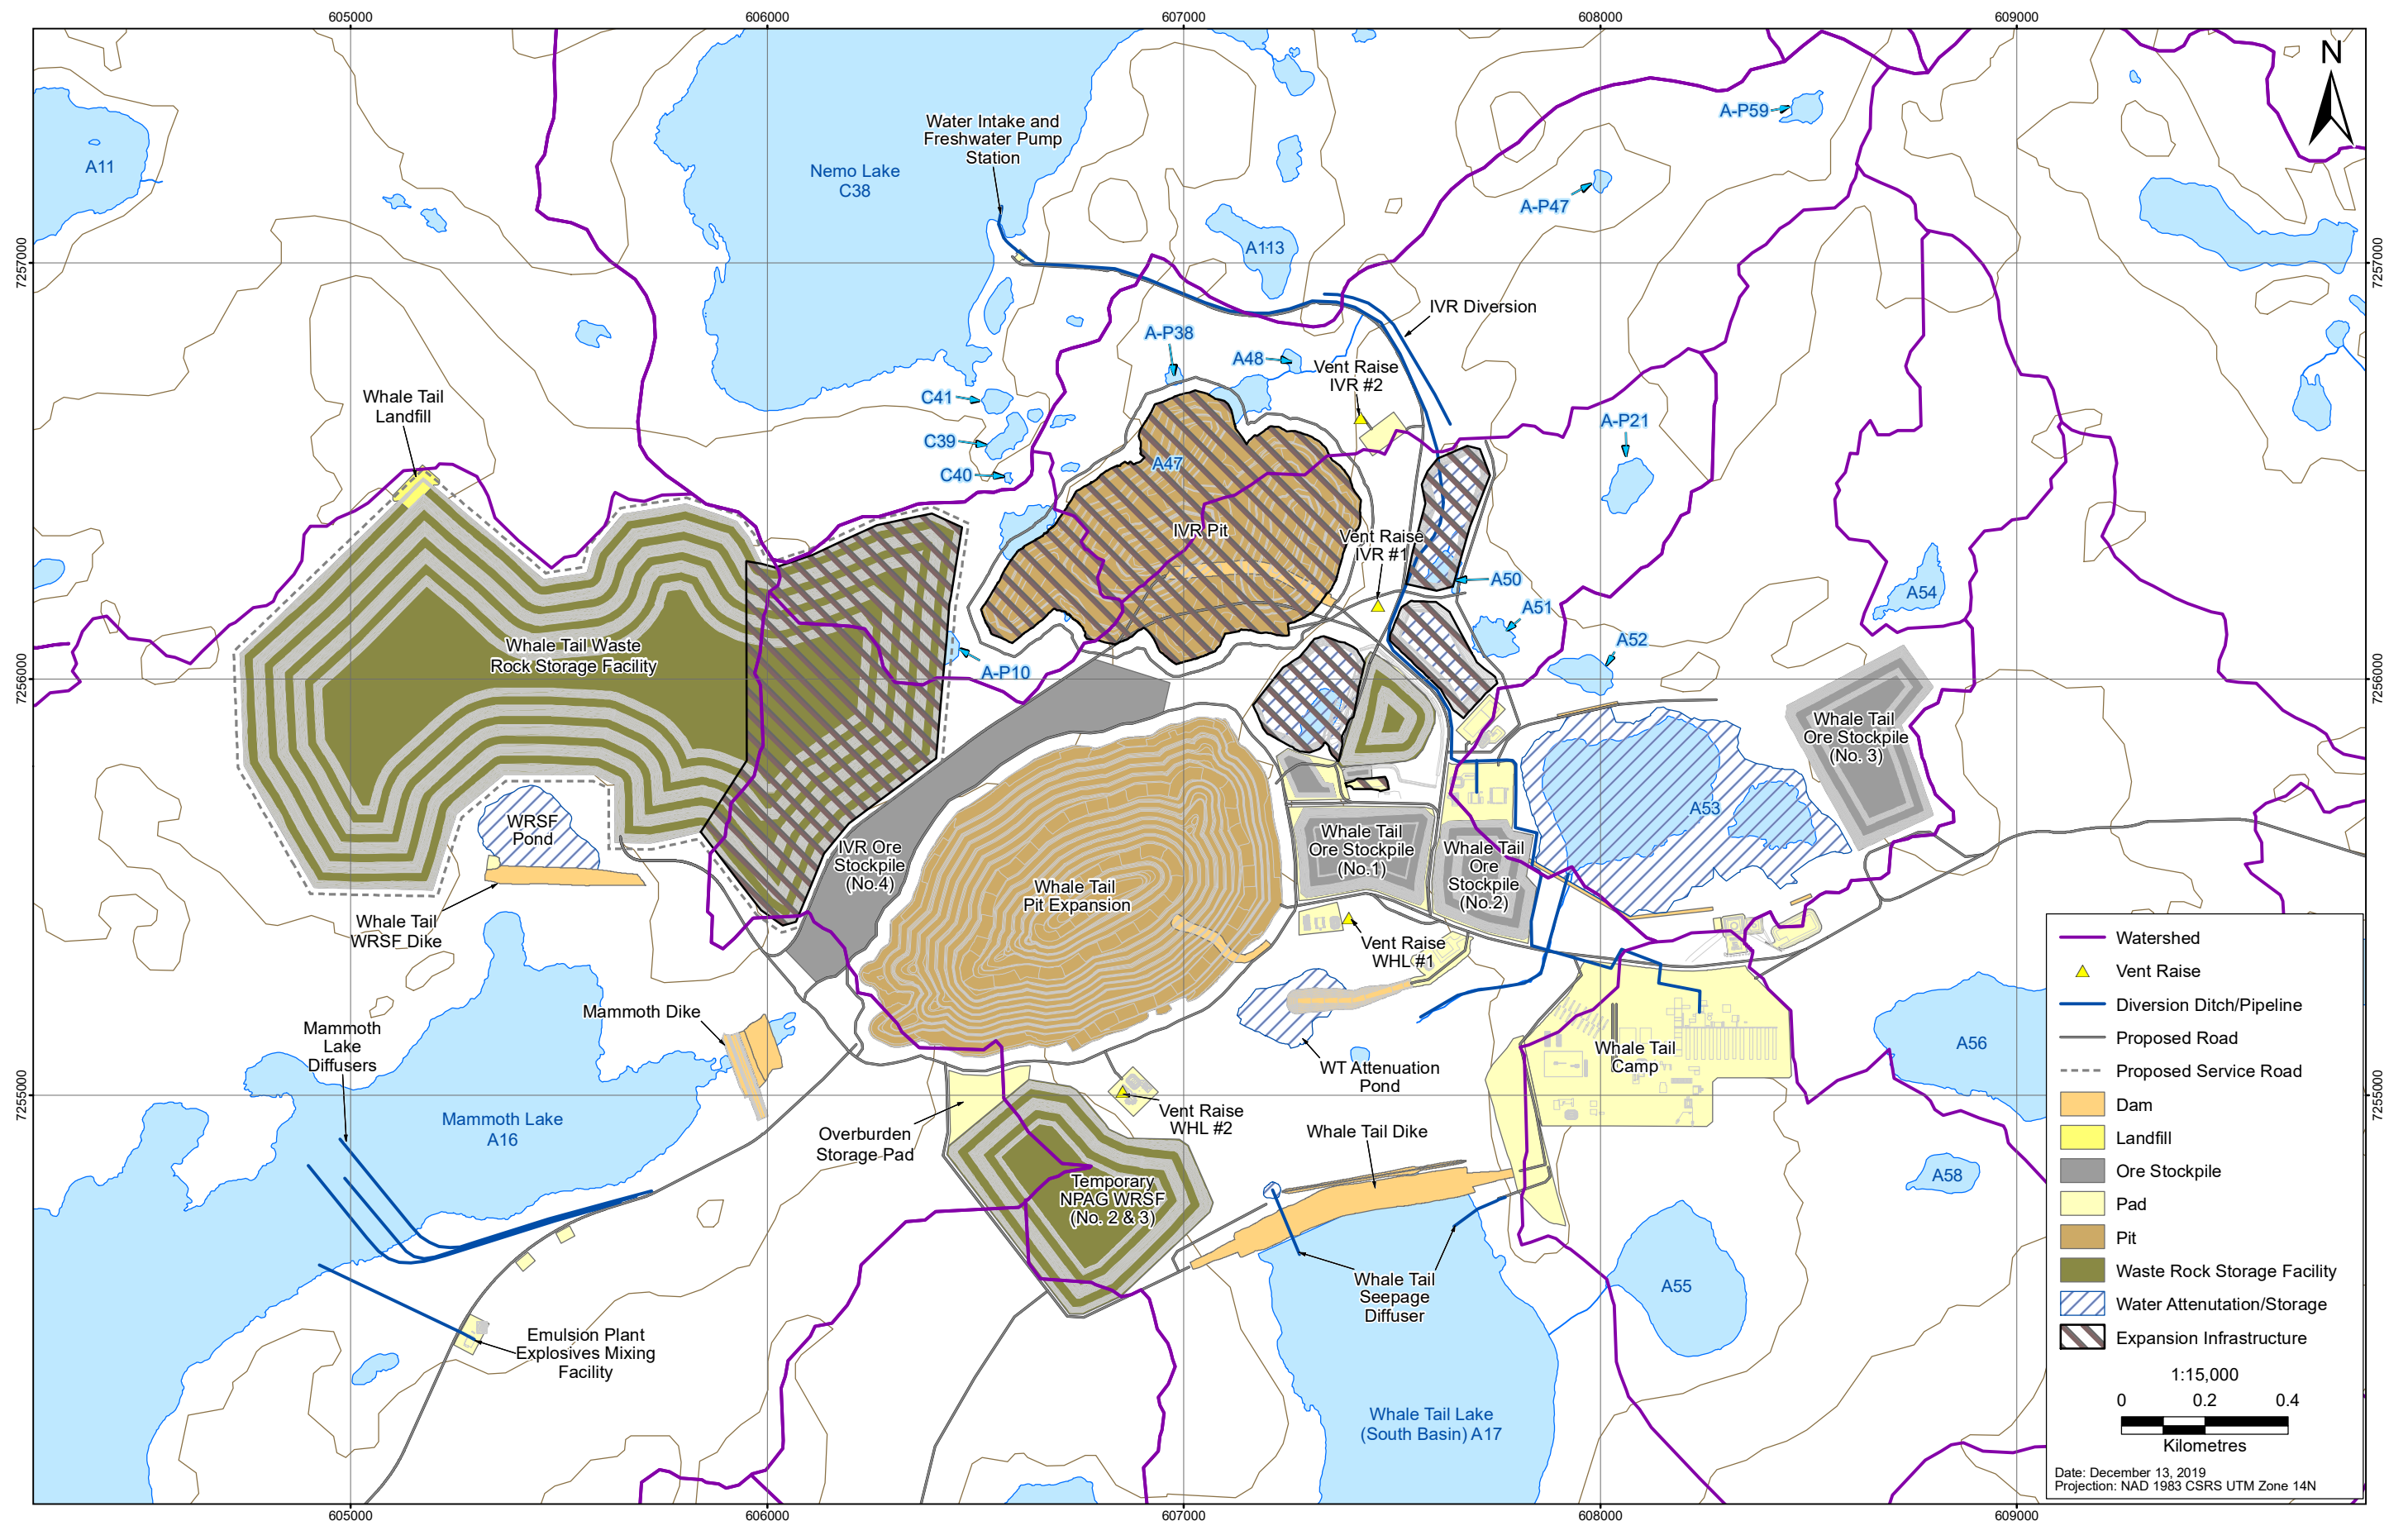 605000
606000
607000
608000
609000
N
7257000
7257000
7256000
7256000
7255000
7255000
A11
Nemo Lake
C38
Water Intake and
Freshwater Pump
Station
A-P59
A-P47
A113
IVR Diversion
A-P38
A48
Vent Raise
IVR #2
Whale Tail
Landfill
C41
C39
C40
A-P21
A47
IVR Pit
Vent Raise
IVR #1
A50
A51
A52
A54
Whale Tail Waste
Rock Storage Facility
A-P10
Whale Tail
Ore Stockpile
(No. 3)
A53
WRSF
Pond
IVR Ore
Stockpile
(No.4)
Whale Tail
Ore Stockpile
(No.1)
Whale Tail
Ore
Stockpile
(No.2)
Whale Tail
Pit Expansion
Whale Tail
WRSF Dike
Vent Raise
WHL #1
Mammoth Dike
Mammoth
Lake
Diffusers
WT Attenuation
Pond
Whale Tail
Camp
A56
Mammoth Lake
A16
Overburden
Storage Pad
Vent Raise
WHL #2
Whale Tail Dike
A58
Temporary
NPAG WRSF
(No. 2 & 3)
Whale Tail
Seepage
Diffuser
A55
Emulsion Plant
Explosives Mixing
Facility
Whale Tail Lake
(South Basin) A17
Watershed
Vent Raise
Diversion Ditch/Pipeline
Proposed Road
Proposed Service Road
Dam
Landfill
Ore Stockpile
Pad
Pit
Waste Rock Storage Facility
Water Attenutation/Storage
Expansion Infrastructure
1:15,000
0 0.2 0.4
Kilometres
Date: December 13, 2019
Projection: NAD 1983 CSRS UTM Zone 14N
605000
606000
607000
608000
609000